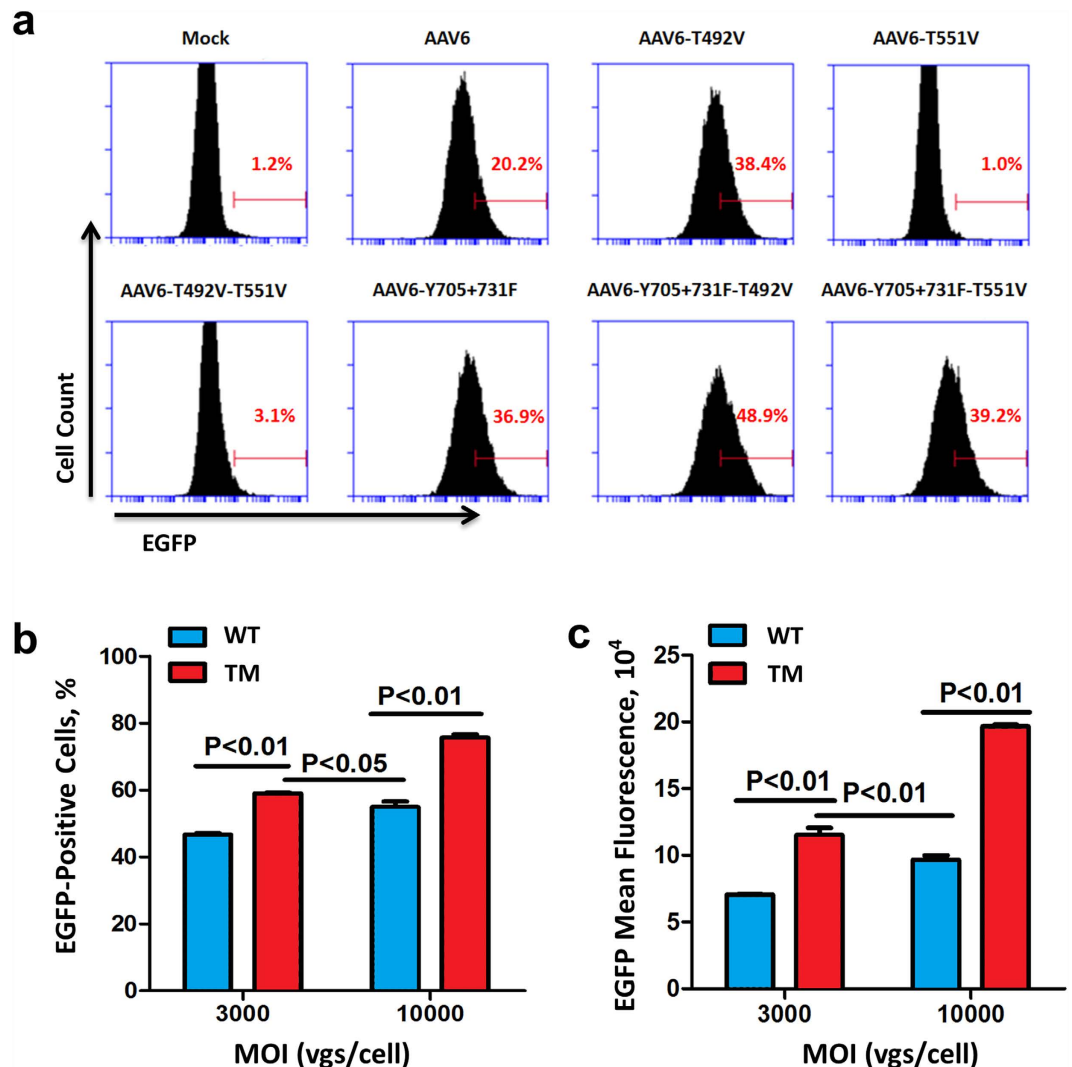 a
Mock
AAV6
AAV6-T492V
AAV6-T551V
1.2%
20.2%
38.4%
1.0%
AAV6-T492V-T551V
AAV6-Y705+731F
AAV6-Y705+731F-T492V
AAV6-Y705+731F-T551V
3.1%
36.9%
48.9%
39.2%
Cell Count
EGFP
b
WT
TM
EGFP-Positive Cells, %
100
80
60
40
20
0
P<0.01
P<0.05
P<0.01
3000
10000
MOI (vgs/cell)
c
WT
TM
EGFP Mean Fluorescence, 10⁴
25
20
15
10
5
0
P<0.01
P<0.01
P<0.01
3000
10000
MOI (vgs/cell)